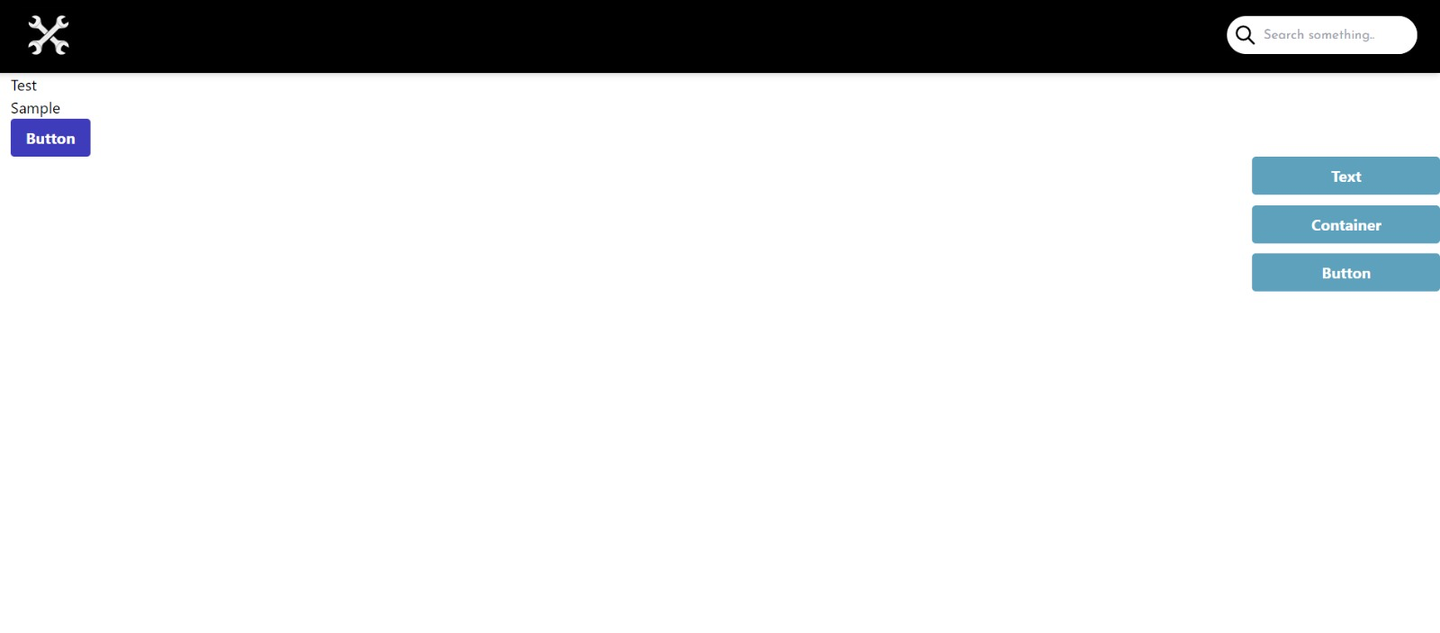 Search something..
Test
Sample
Button
Text
Container
Button